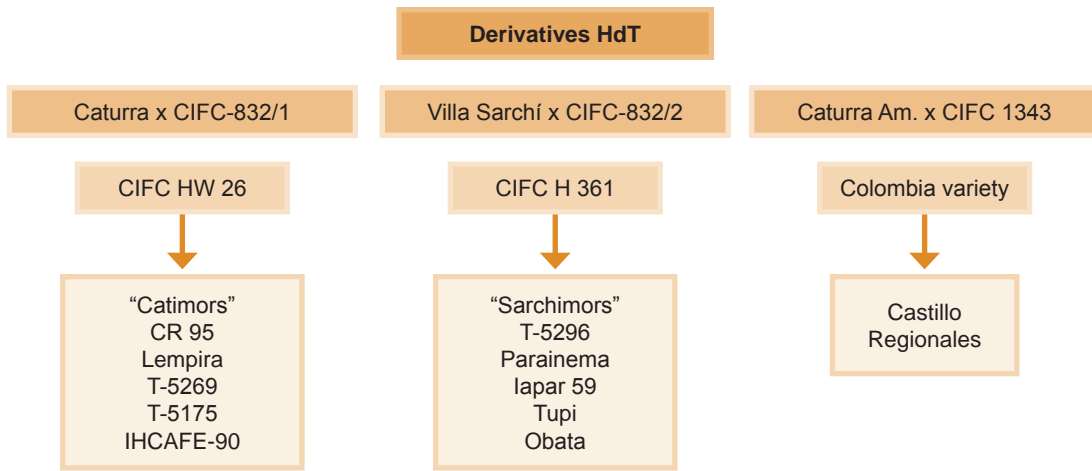 Derivatives HdT
Caturra x CIFC-832/1
Villa Sarchí x CIFC-832/2
Caturra Am. x CIFC 1343
CIFC HW 26
CIFC H 361
Colombia variety
“Catimors”
CR 95
Lempira
T-5269
T-5175
IHCAFE-90
“Sarchimors”
T-5296
Parainema
Iapar 59
Tupi
Obata
Castillo
Regionales